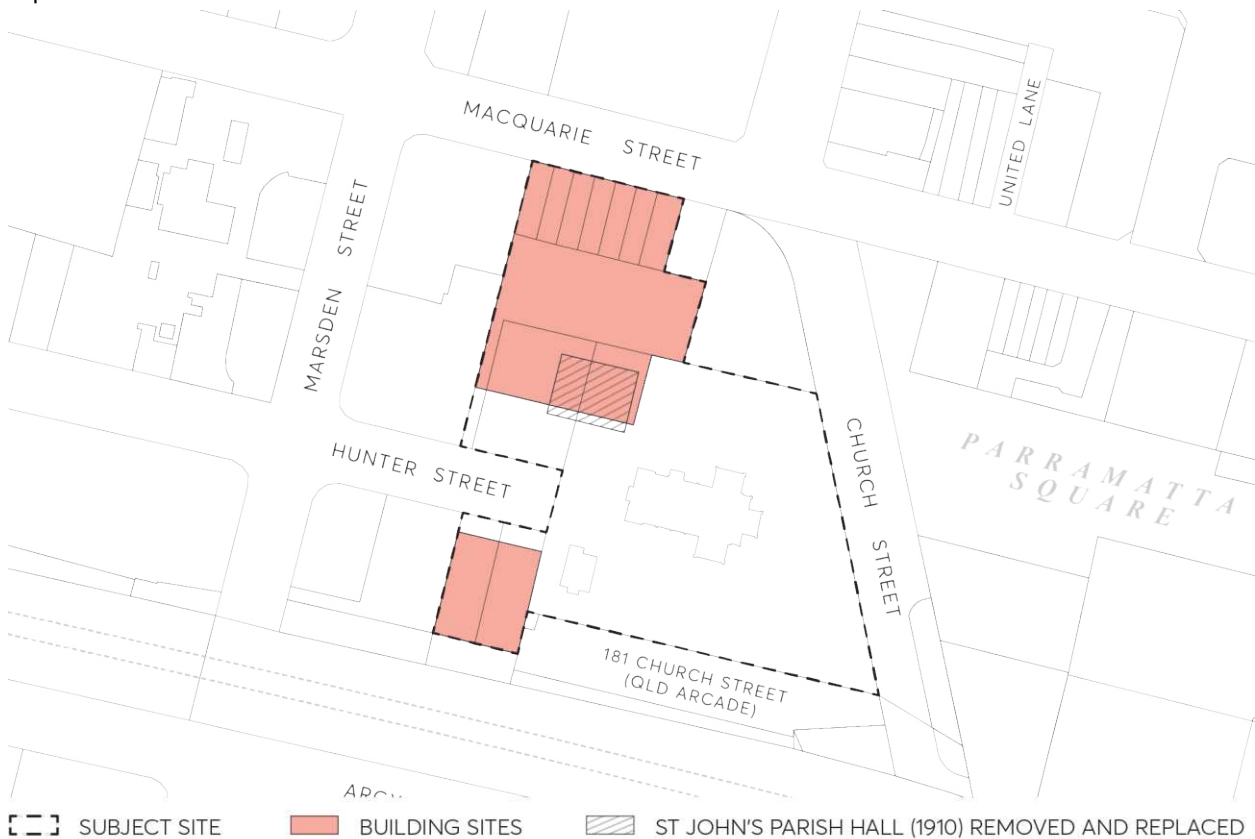 MACQUARIE STREET
UNITED LANE
MARSDEN STREET
HUNTER STREET
CHURCH STREET
PARRAMATTA
SQUARE
181 CHURCH STREET
(QLD ARCADE)
SUBJECT SITE
BUILDING SITES
ST JOHN'S PARISH HALL (1910) REMOVED AND REPLACED